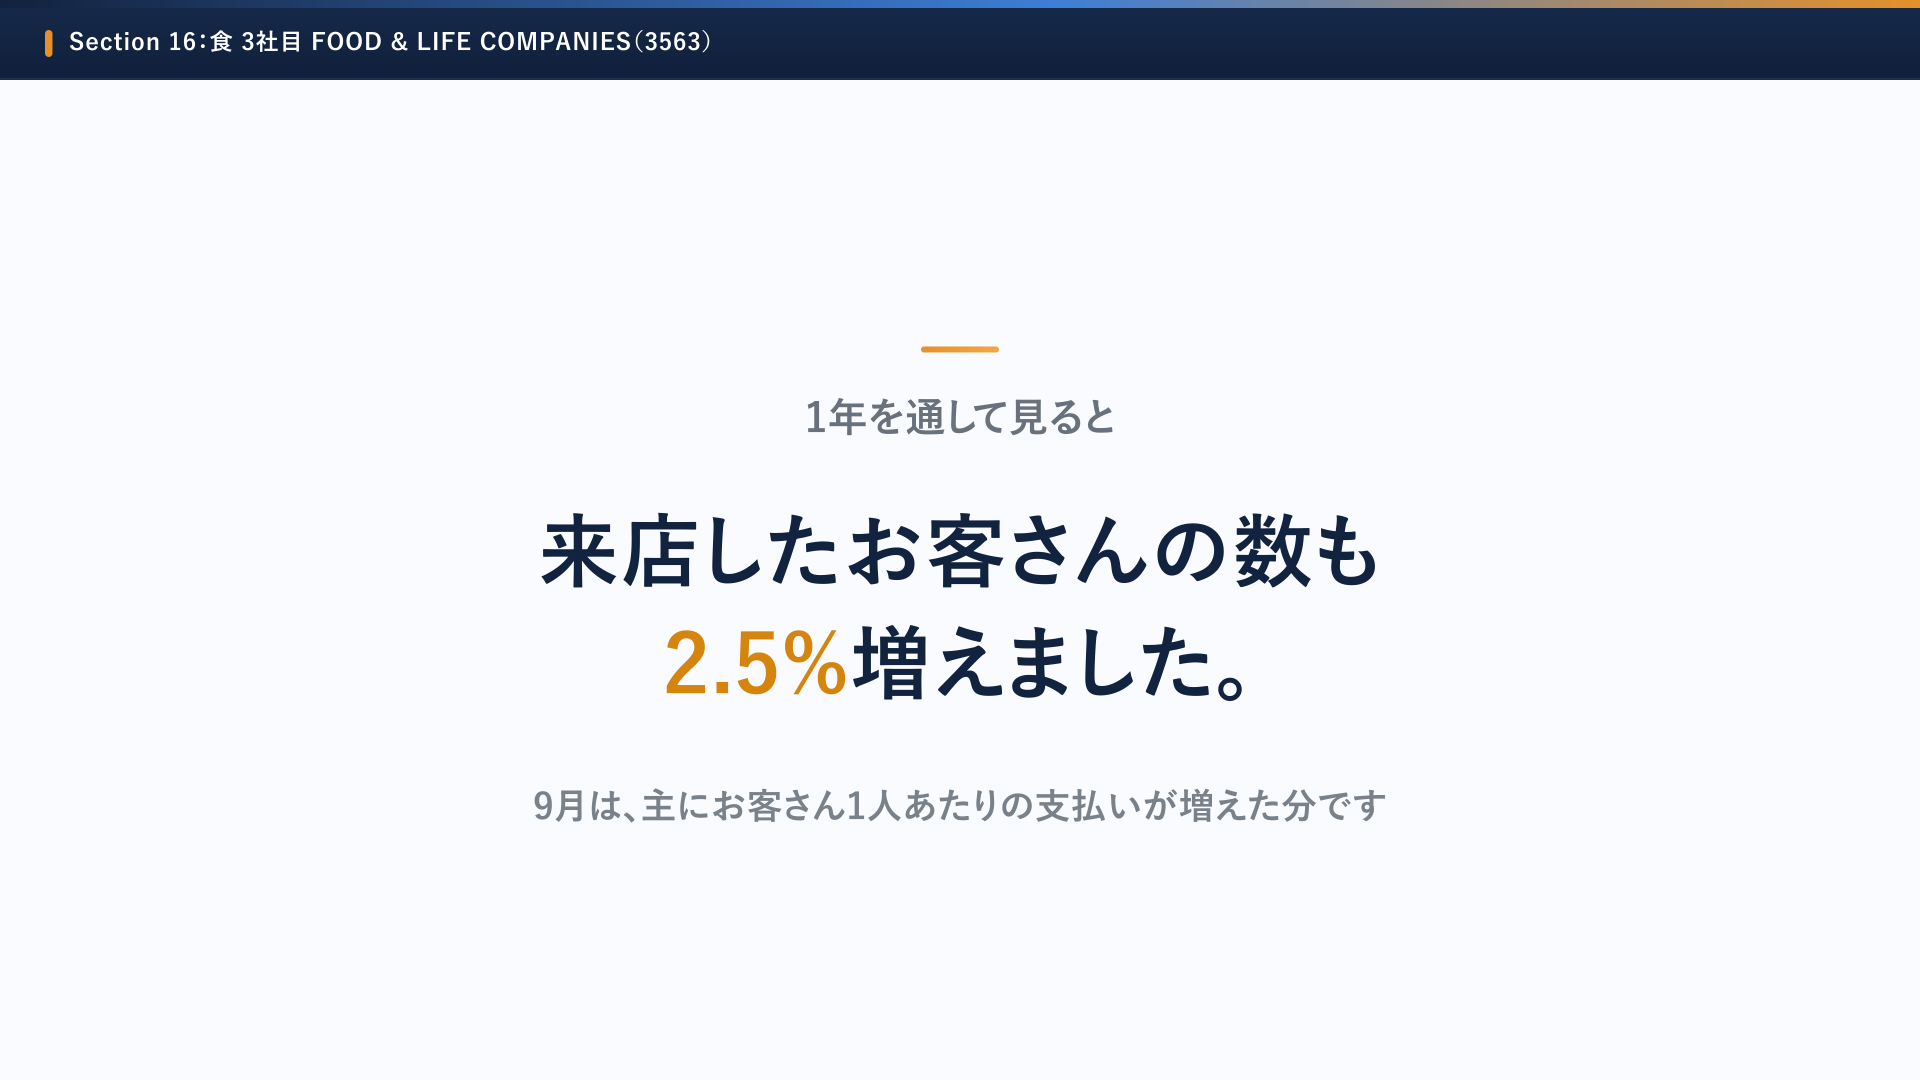 Section 16：食 3社目 FOOD & LIFE COMPANIES（3563）
1年を通して見ると
来店したお客さんの数も
2.5%増えました。
9月は、主にお客さん1人あたりの支払いが増えた分です